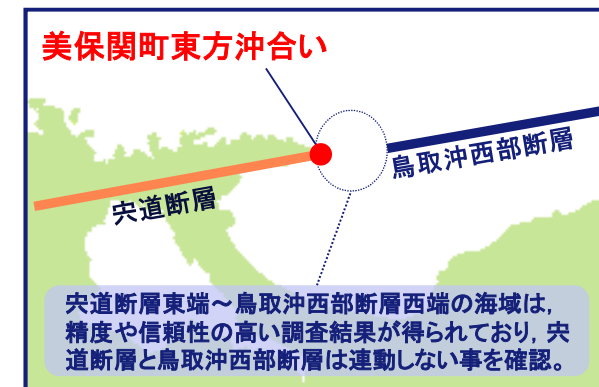 美保関町東方沖合い
鳥取沖西部断層
宍道断層
宍道断層東端～鳥取沖西部断層西端の海域は,
精度や信頼性の高い調査結果が得られており, 宍
道断層と鳥取沖西部断層は連動しない事を確認。